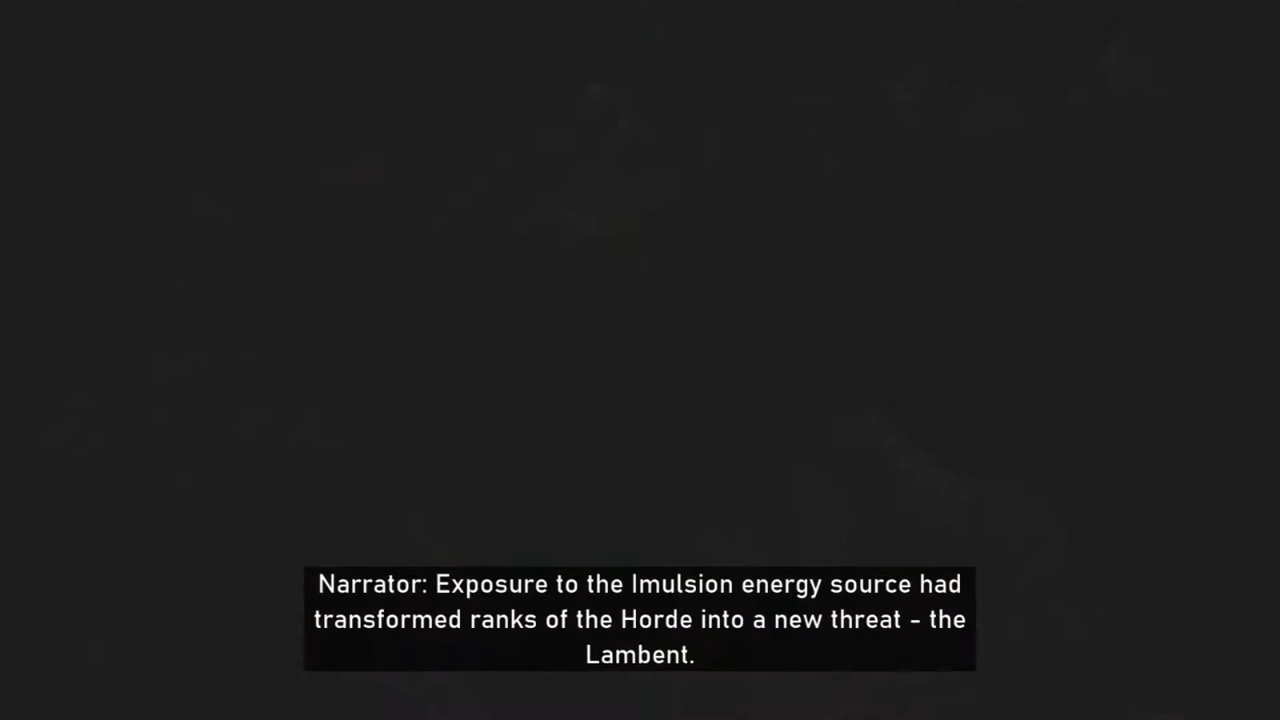 Narrator: Exposure to the Imulsion energy source had
transformed ranks of the Horde into a new threat - the
Lambent.